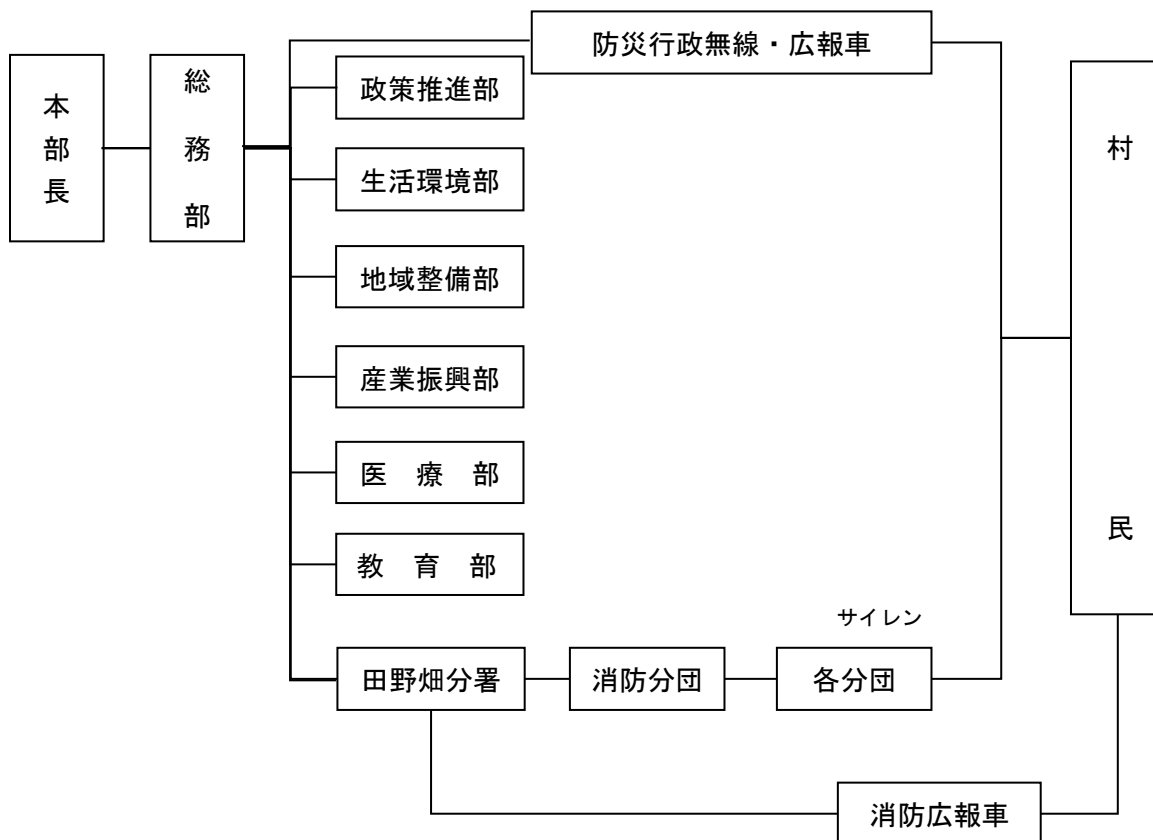 防災行政無線・広報車
本部長
総務部
政策推進部
生活環境部
地域整備部
産業振興部
医　療　部
教　育　部
サイレン
田野畑分署
消防分団
各分団
消防広報車
村民